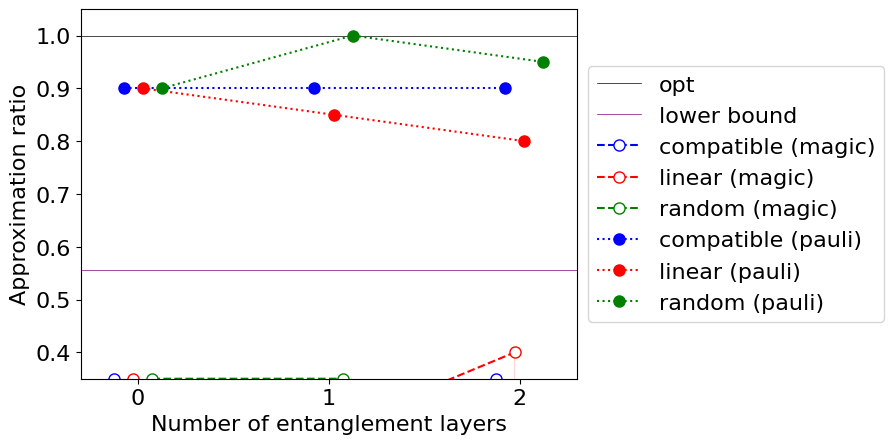 1.0
0.9
0.8
0.7
0.6
0.5
0.4
Approximation ratio
0
1
2
Number of entanglement layers
opt
lower bound
compatible (magic)
linear (magic)
random (magic)
compatible (pauli)
linear (pauli)
random (pauli)